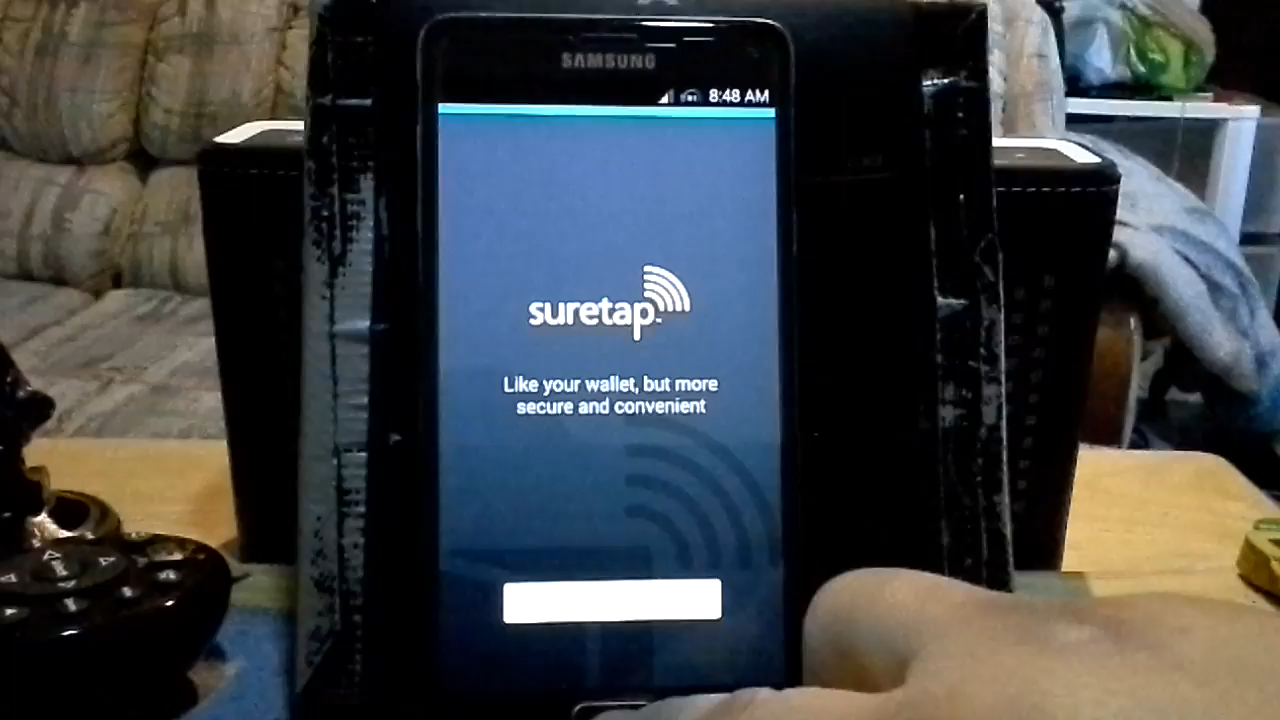 SAMSUNG
8:48 AM
suretap.
Like your wallet, but more
secure and convenient